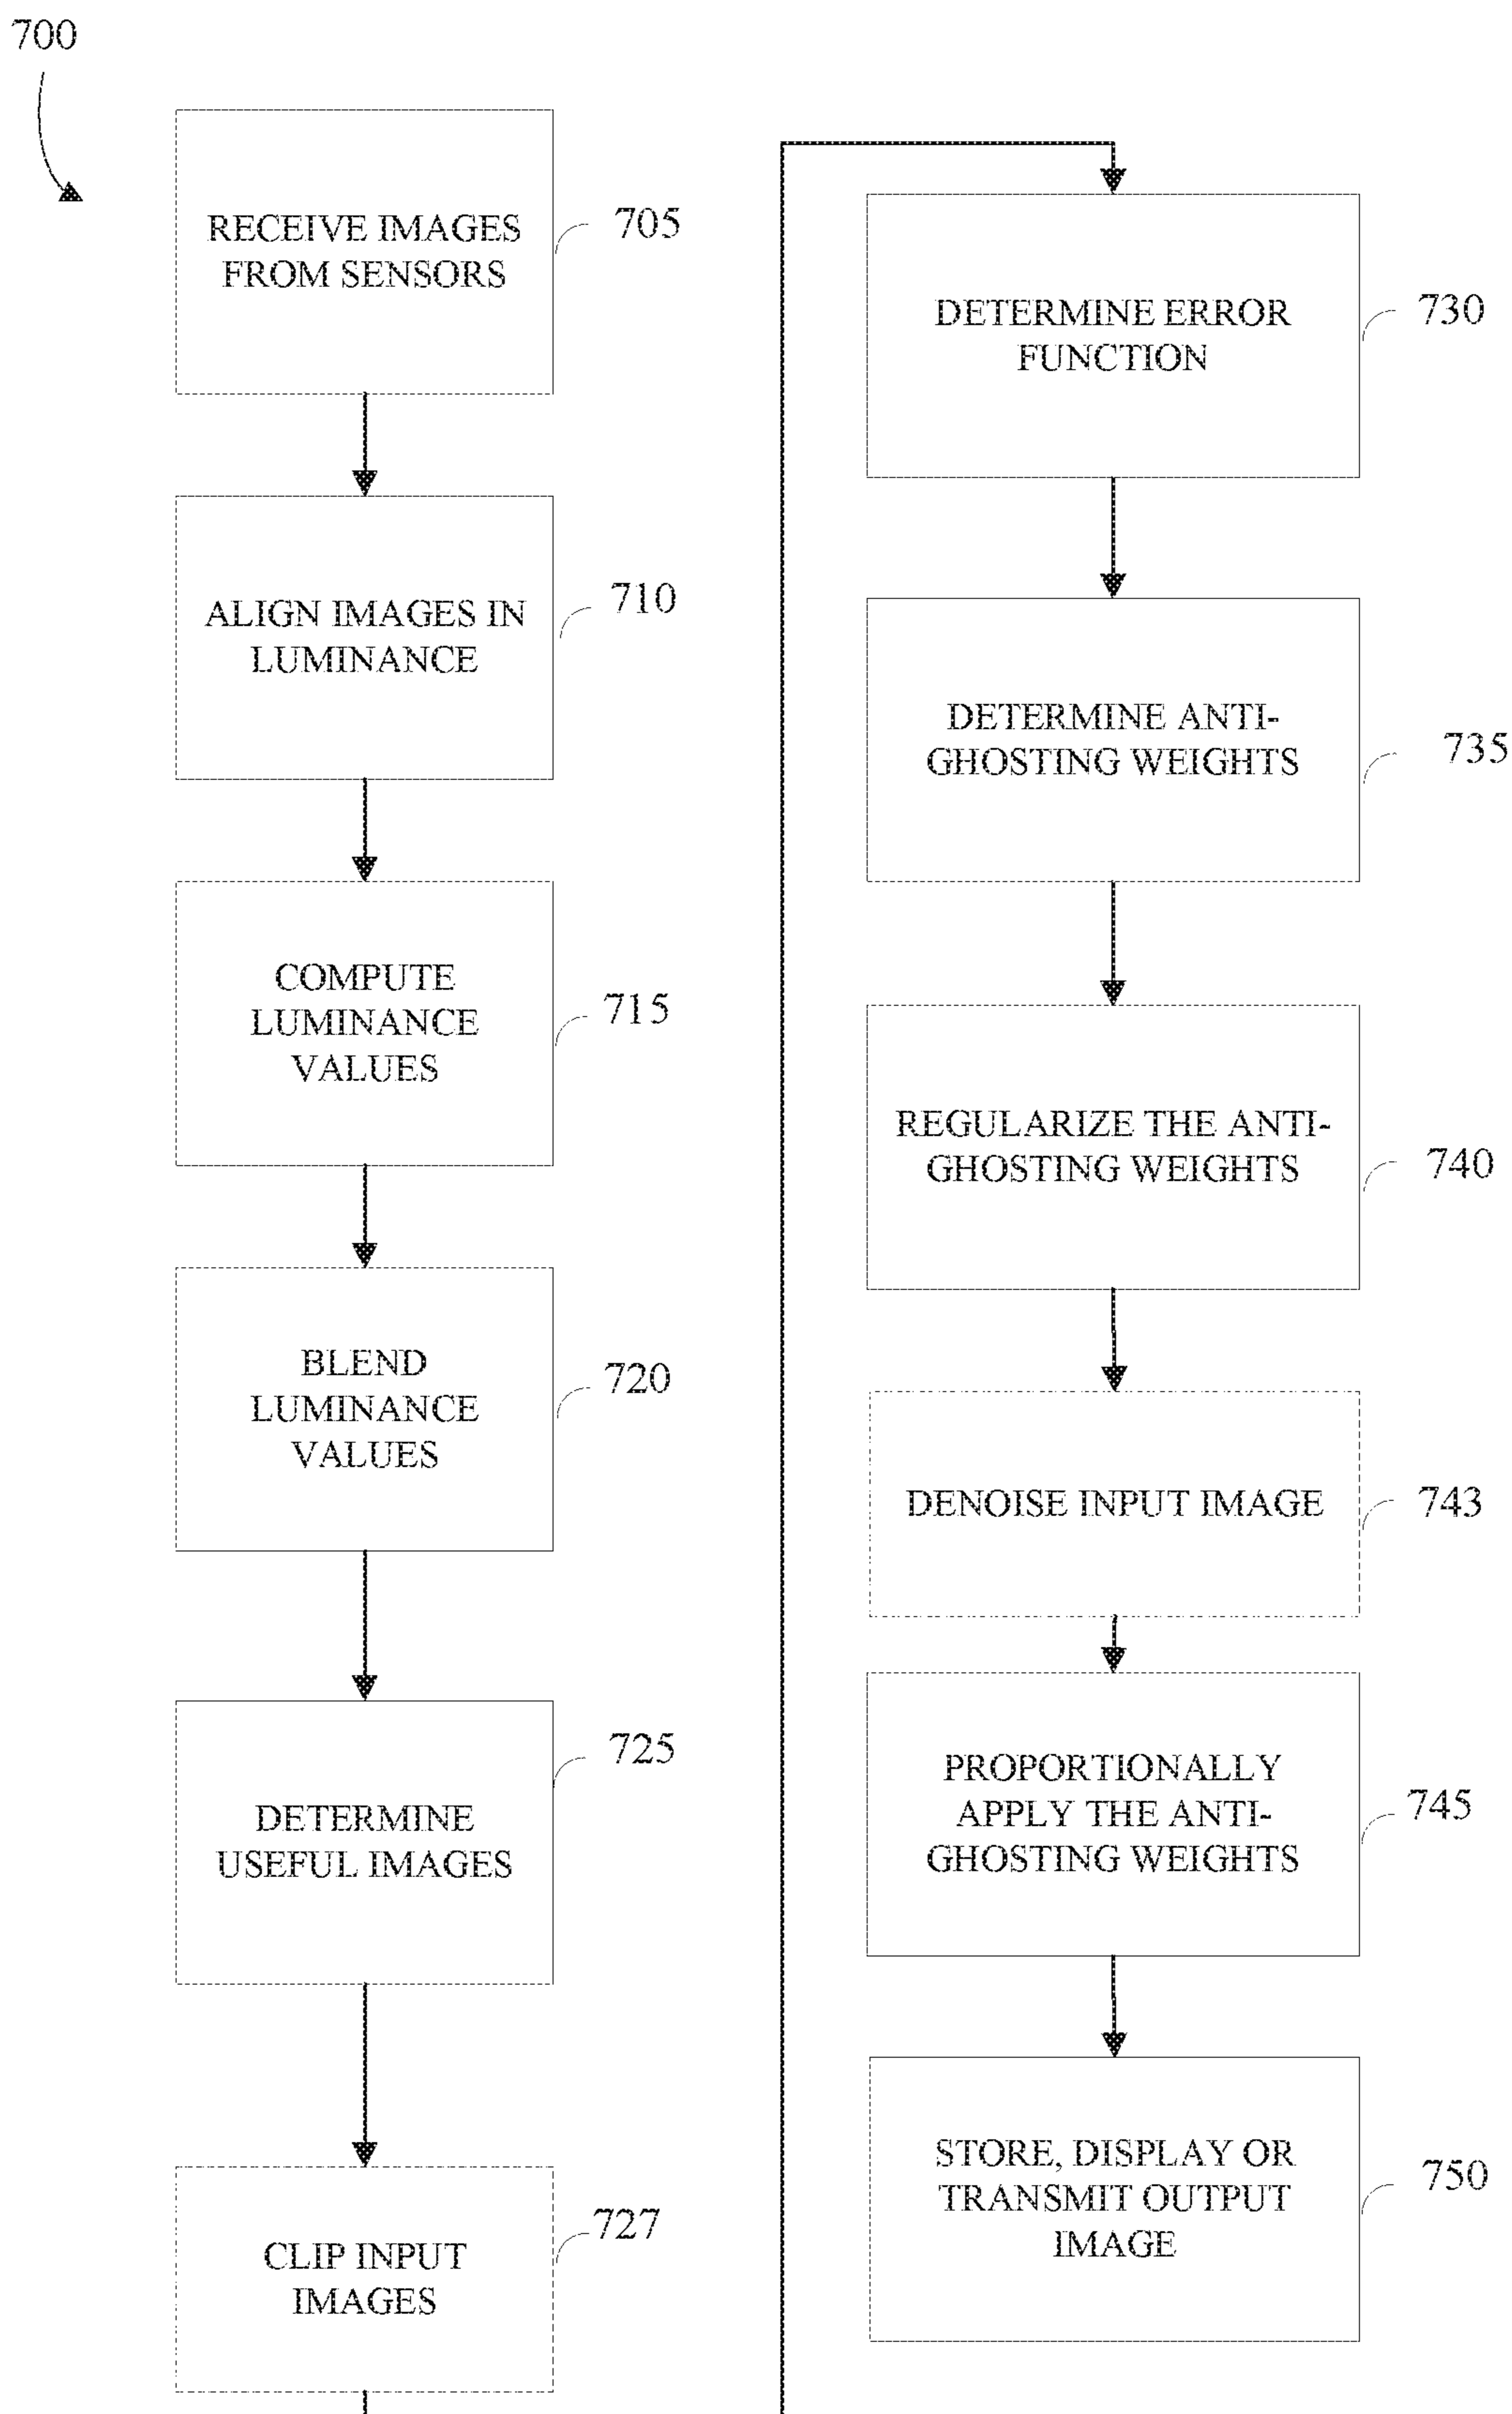 700
RECEIVE IMAGES
FROM SENSORS
705
ALIGN IMAGES IN
LUMINANCE
710
COMPUTE
LUMINANCE
VALUES
715
BLEND
LUMINANCE
VALUES
720
DETERMINE
USEFUL IMAGES
725
CLIP INPUT
IMAGES
727
DETERMINE ERROR
FUNCTION
730
DETERMINE ANTI-
GHOSTING WEIGHTS
735
REGULARIZE THE ANTI-
GHOSTING WEIGHTS
740
DENOISE INPUT IMAGE
743
PROPORTIONALLY
APPLY THE ANTI-
GHOSTING WEIGHTS
745
STORE, DISPLAY OR
TRANSMIT OUTPUT
IMAGE
750